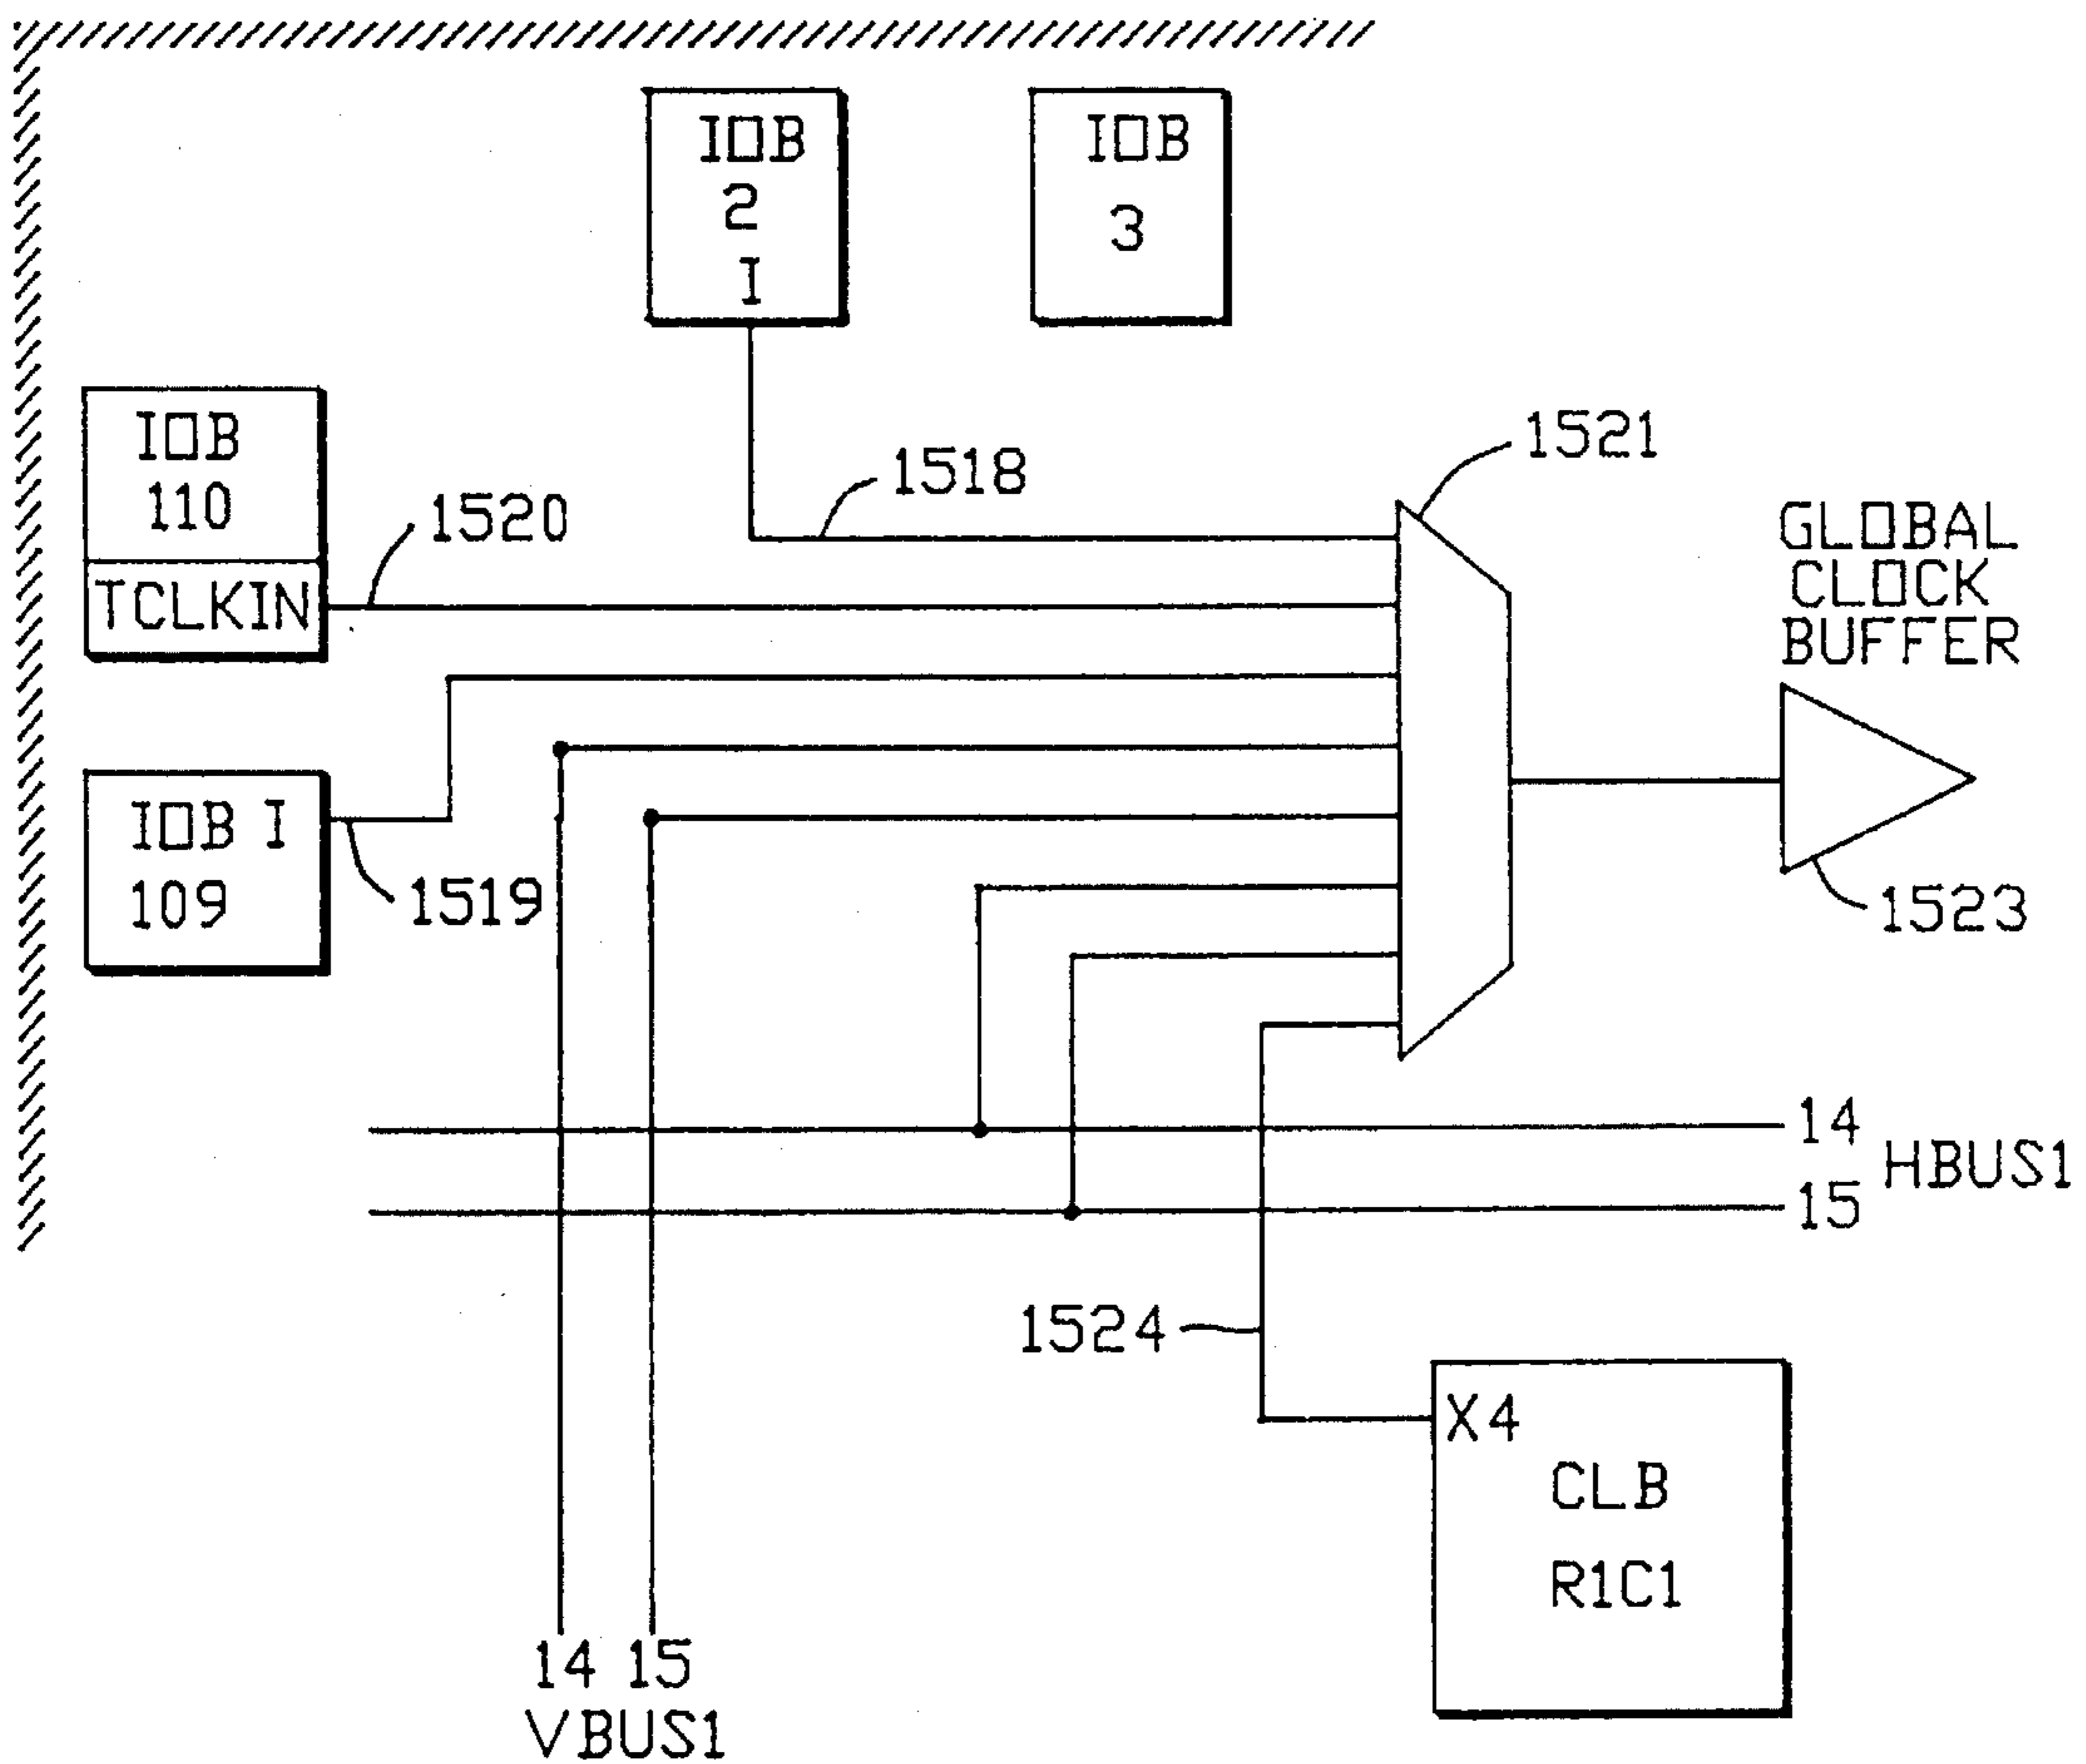 IOB
2
I
IOB
3
IOB
110
TCLKIN
1520
1518
1521
GLOBAL
CLOCK
BUFFER
IOB I
109
1519
1523
14
HBUS1
15
1524
X4
CLB
R1C1
14 15
VBUS1